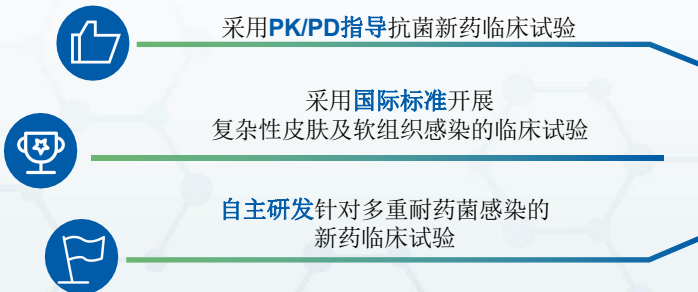 采用PK/PD指导抗菌新药临床试验
采用国际标准开展
复杂性皮肤及软组织感染的临床试验
自主研发针对多重耐药菌感染的
新药临床试验